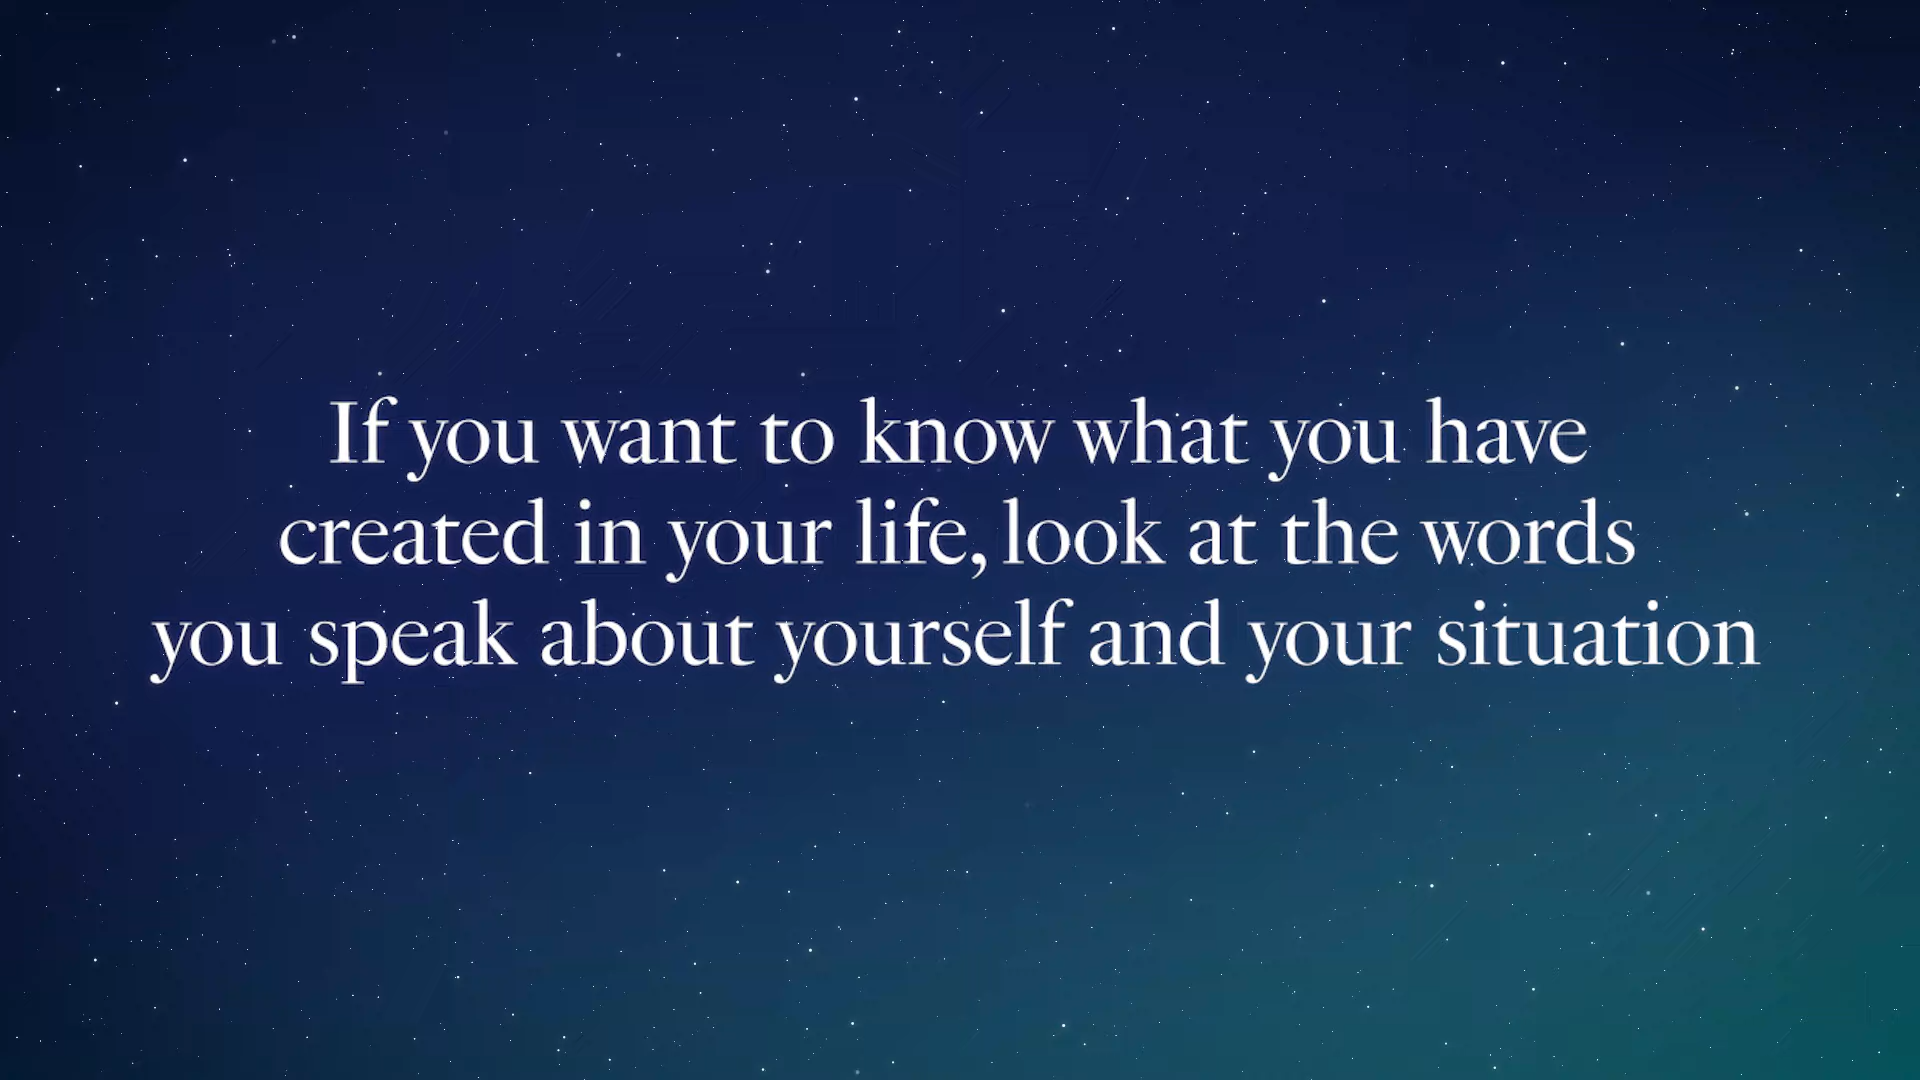 If you want to know what you have
created in your life, look at the words
you speak about yourself and your situation